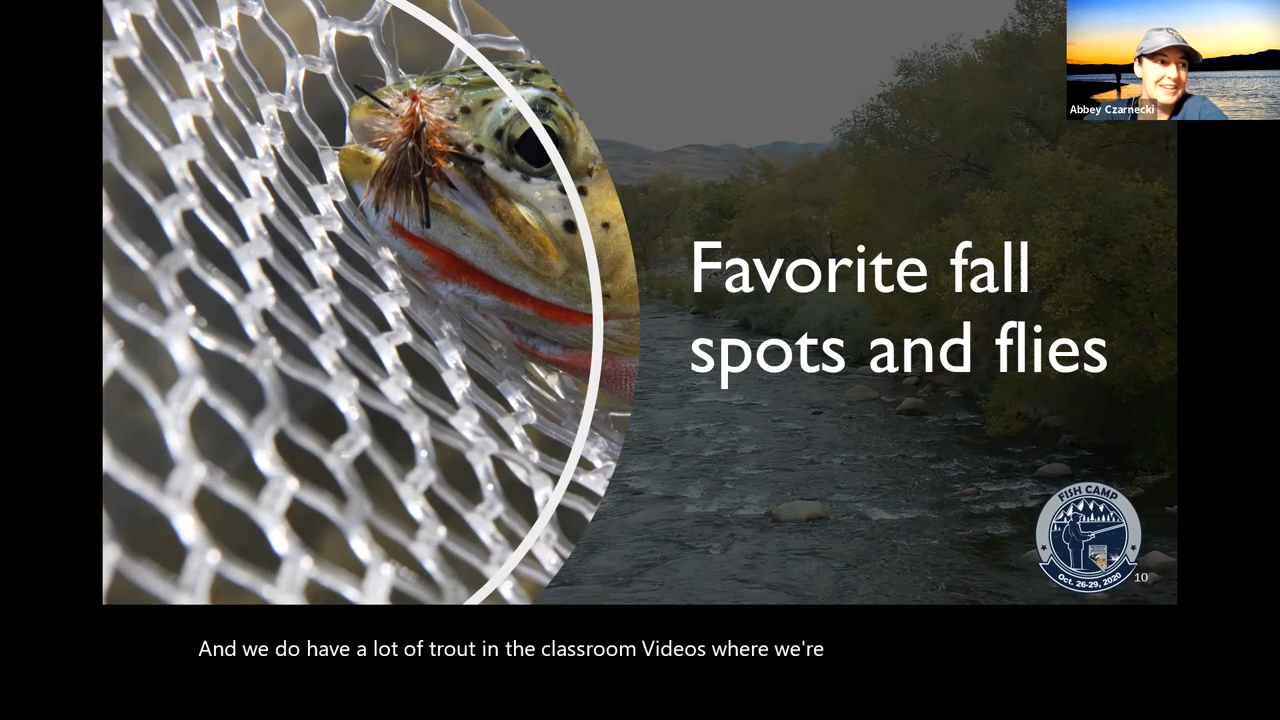 Abbey Czarnecki
Favorite fall
spots and flies
FISH CAMP
Oct. 26-29, 2020
10
And we do have a lot of trout in the classroom Videos where we're